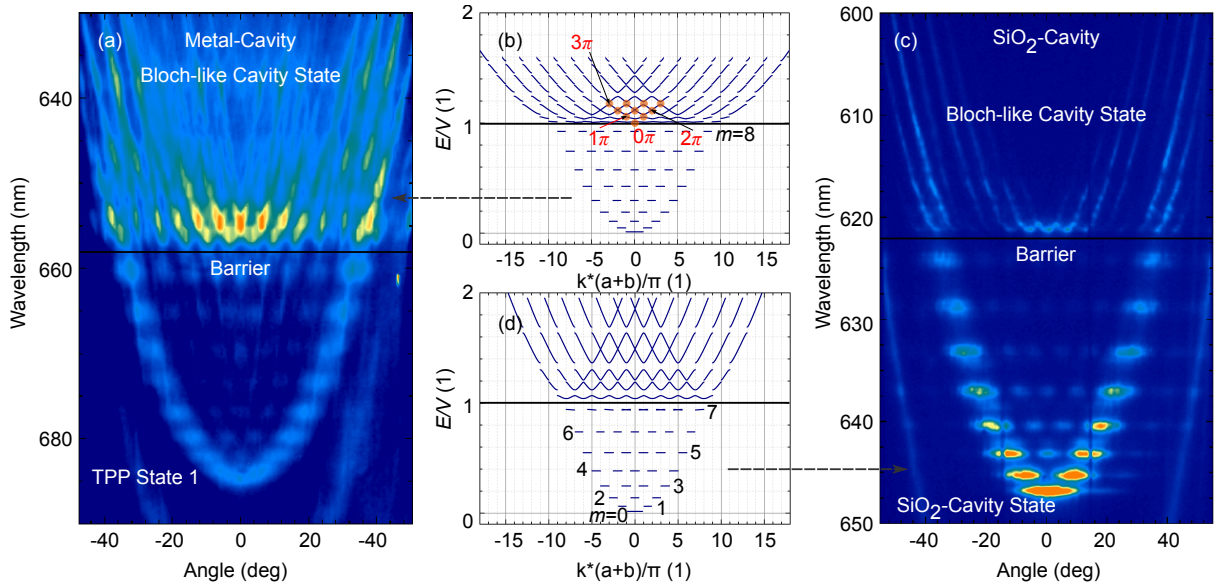 (a)
Metal-Cavity
Bloch-like Cavity State
Barrier
TPP State 1
640
660
680
Wavelength (nm)
-40 -20 0 20 -40
Angle (deg)
(b)
3π
1π 0π 2π m=8
2
1
0
E/V (1)
-15 -10 -5 0 5 10 15
k*(a+b)/π (1)
(d)
7
6
5
4
3
2
m=0 1
2
1
0
E/V (1)
-15 -10 -5 0 5 10 15
k*(a+b)/π (1)
(c)
SiO2-Cavity
Bloch-like Cavity State
Barrier
SiO2-Cavity State
600
610
620
630
640
650
Wavelength (nm)
-40 -20 0 20 40
Angle (deg)